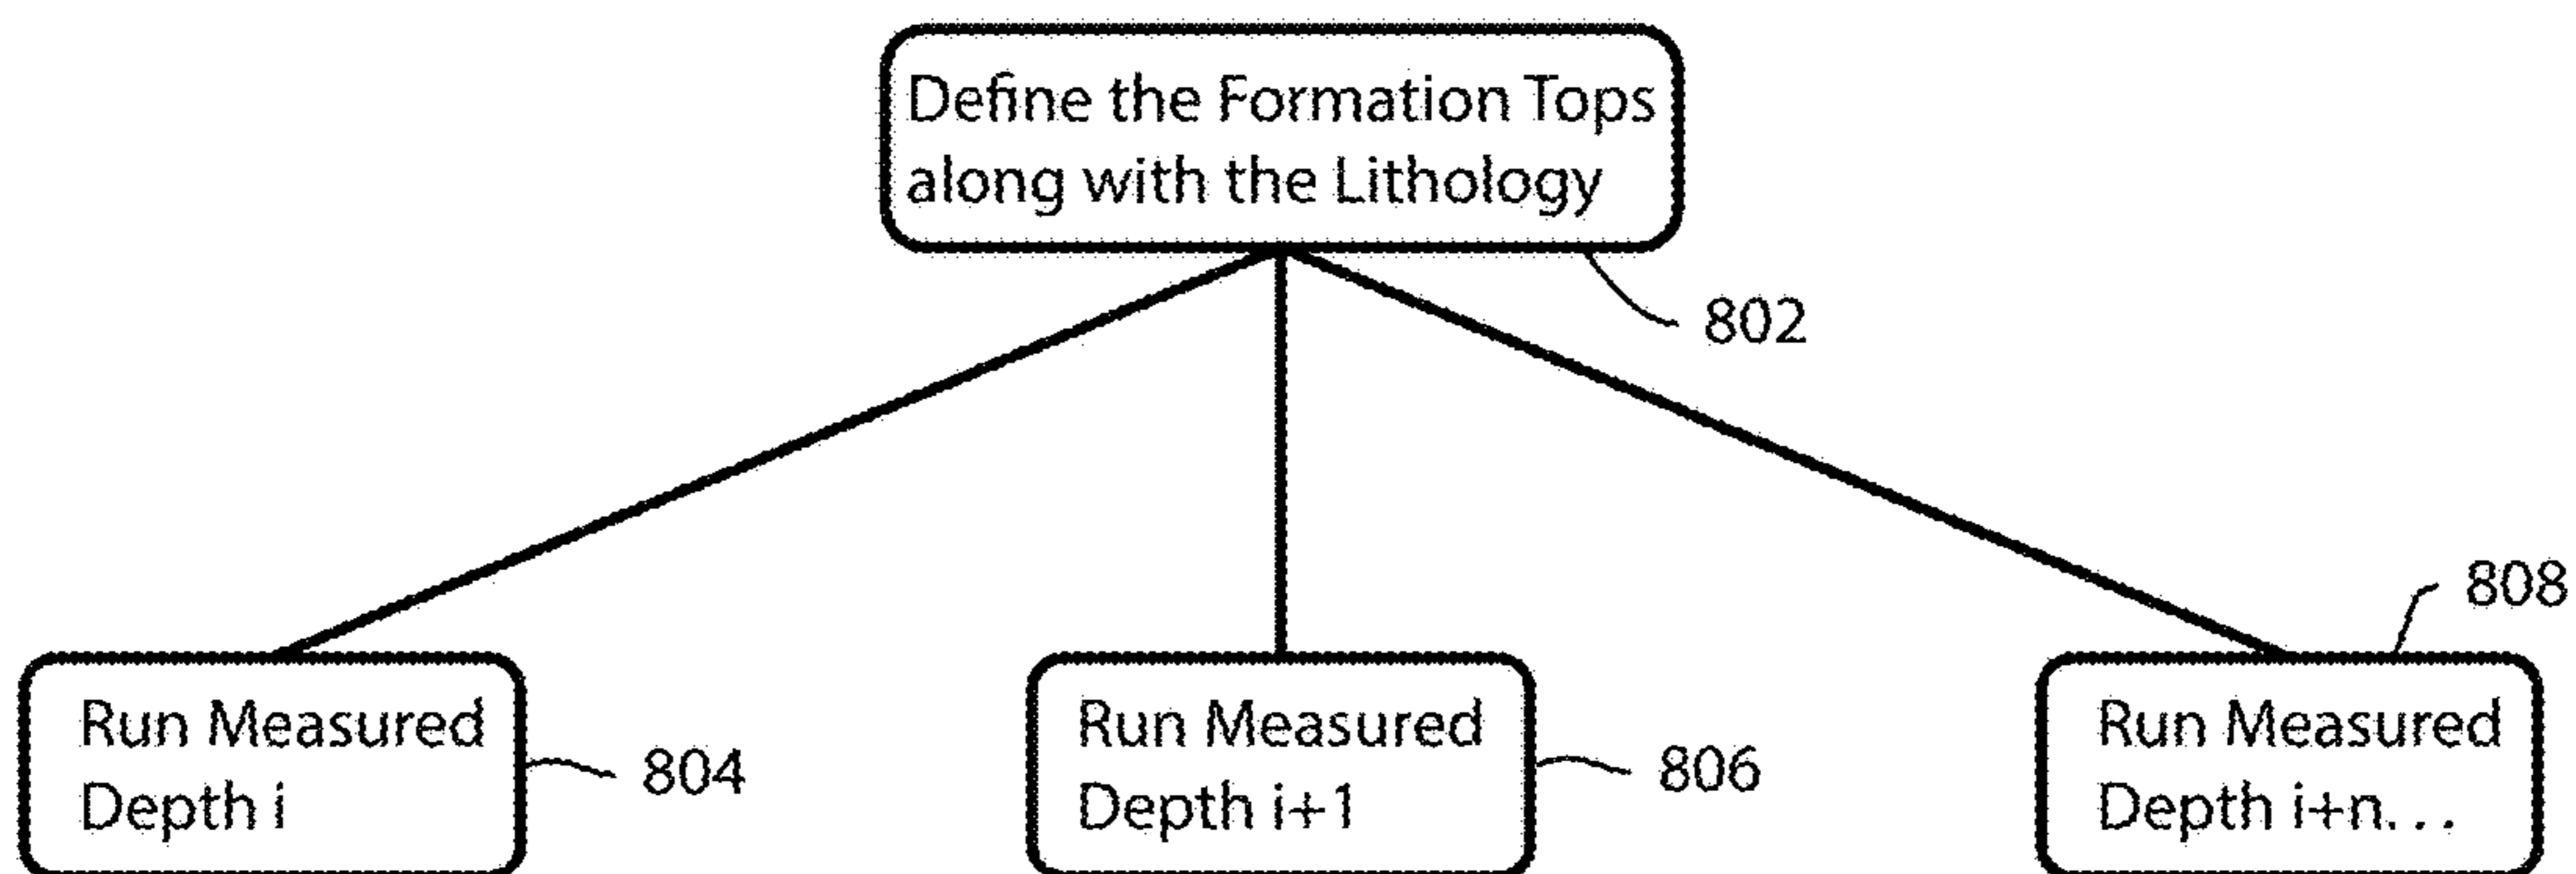 Define the Formation Tops
along with the Lithology
802
808
Run Measured
Depth i
804
Run Measured
Depth i+1
806
Run Measured
Depth i+n...